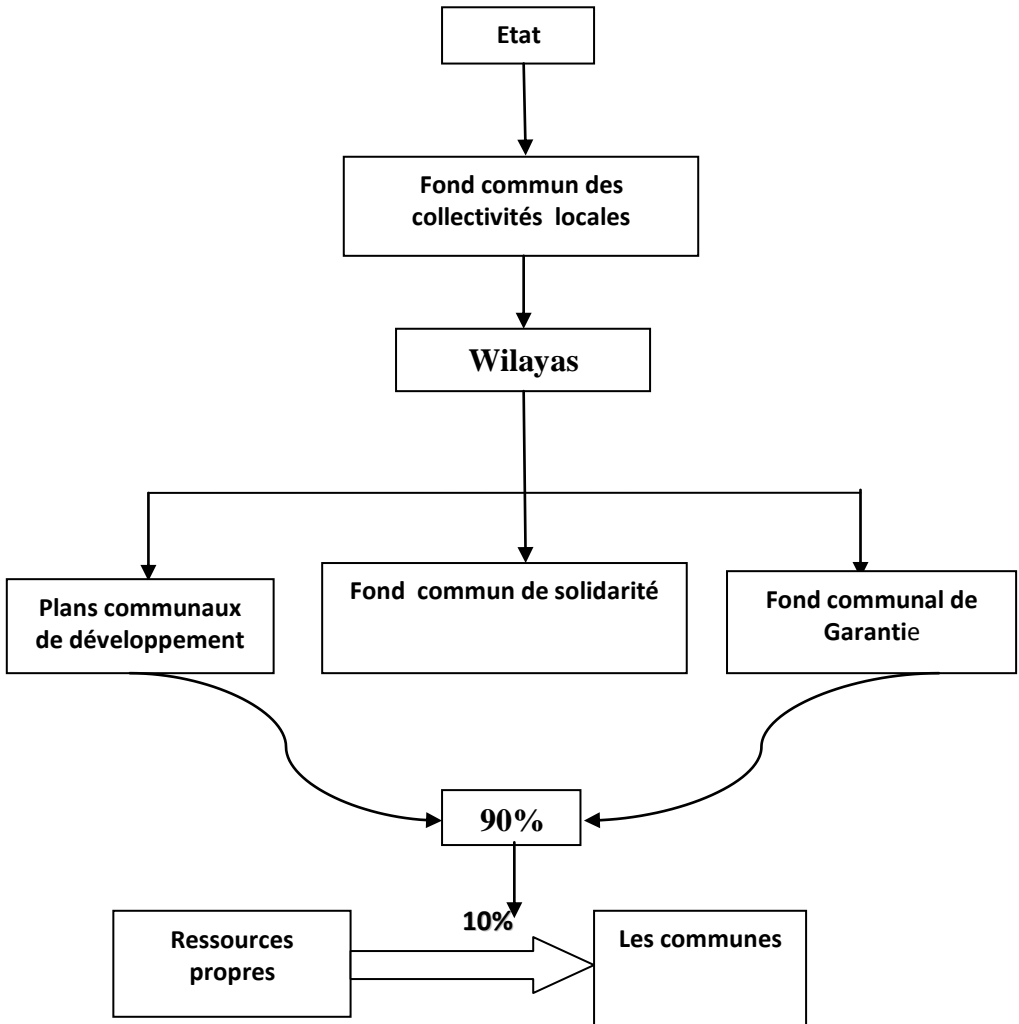 Etat
Fond commun des
collectivités locales
Wilayas
Plans communaux
de développement
Fond commun de solidarité
Fond communal de
Garantie
90%
10%
Ressources
propres
Les communes